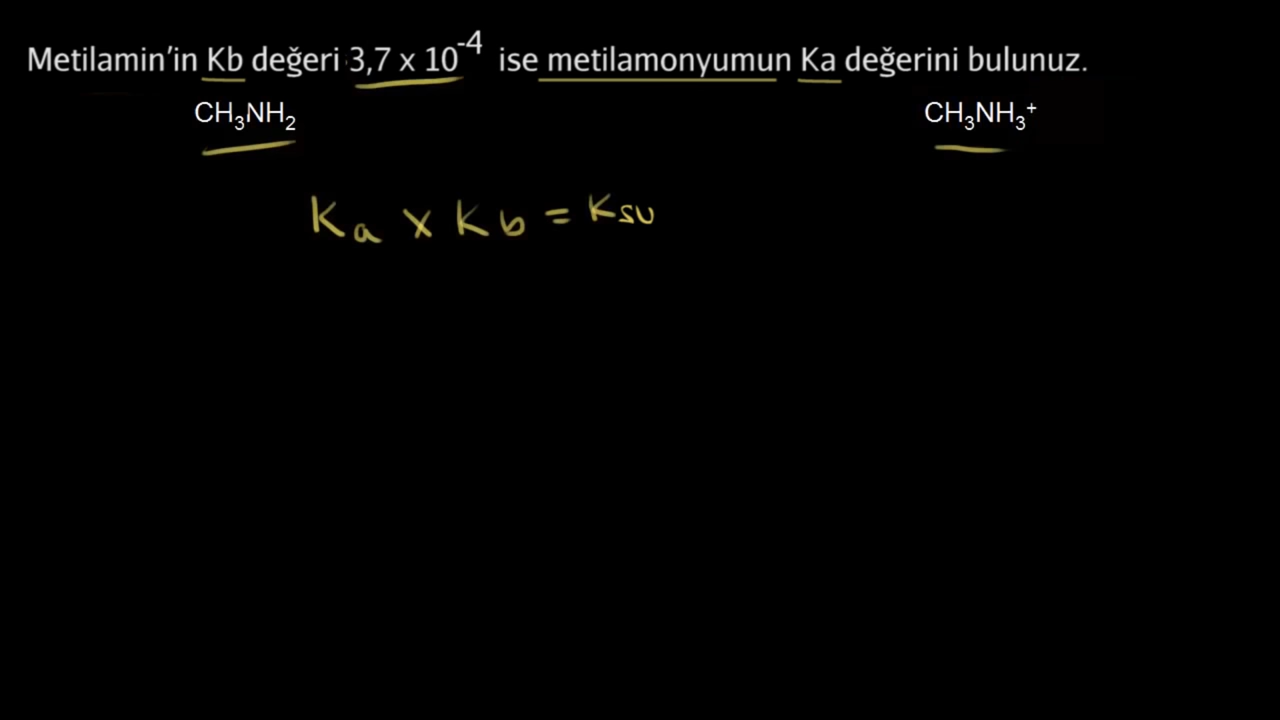 Metilamin’in Kb değeri 3,7 x 10⁻⁴ ise metilamonyumun Ka değerini bulunuz.
CH₃NH₂ CH₃NH₃⁺
Ka x Kb = Ksu